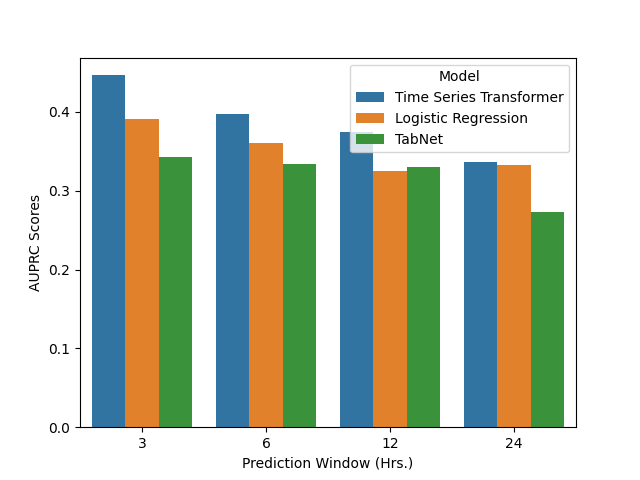 Model
Time Series Transformer
Logistic Regression
TabNet
0.4
0.3
0.2
0.1
0.0
AUPRC Scores
3 6 12 24
Prediction Window (Hrs.)